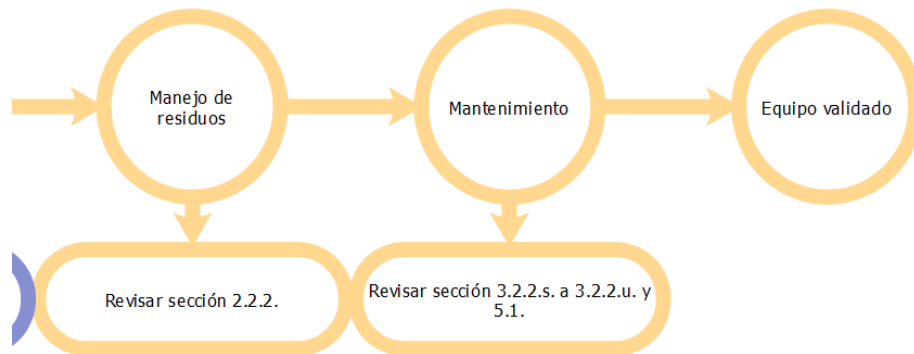 Manejo de
residuos
Mantenimiento
Equipo validado
Revisar sección 2.2.2.
Revisar sección 3.2.2.s. a 3.2.2.u. y
5.1.